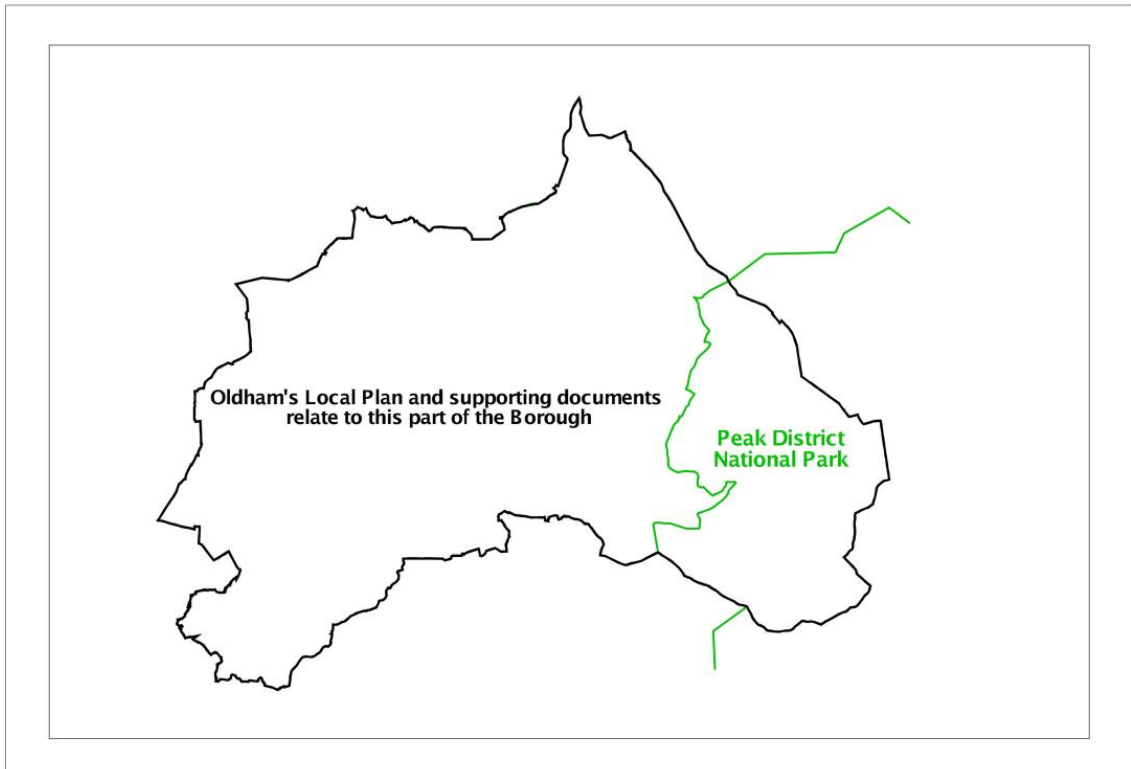 Oldham's Local Plan and supporting documents
relate to this part of the Borough
Peak District
National Park